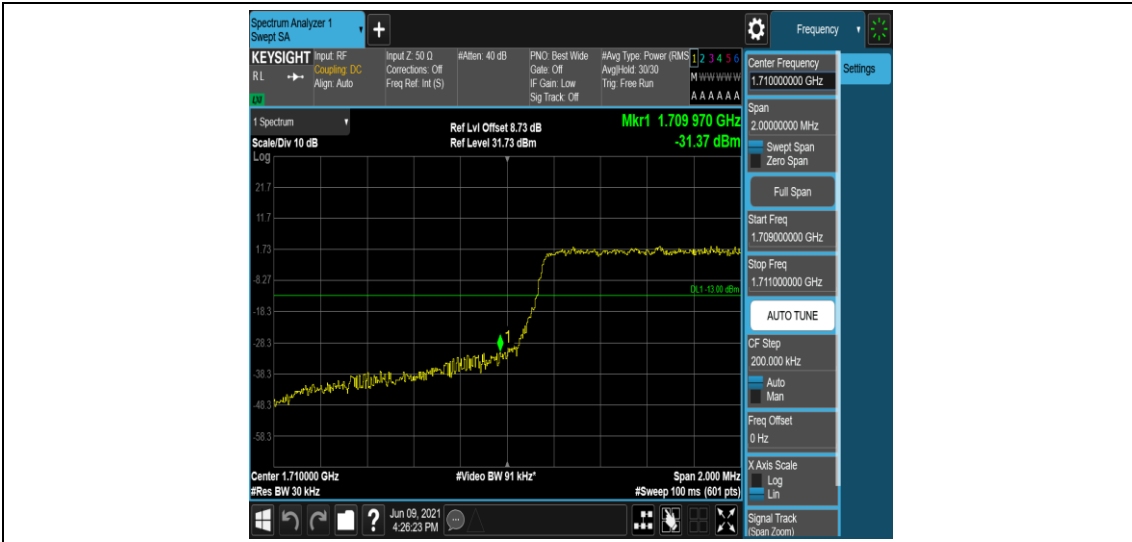 Spectrum Analyzer 1
Swept SA
Frequency
KEYSIGHT
RL
LXI
Input: RF
Coupling: DC
Align: Auto
Input Z: 50 Ω
Corrections: Off
Freq Ref: Int (S)
#Atten: 40 dB
PNO: Best Wide
Gate: Off
IF Gain: Low
Sig Track: Off
#Avg Type: Power (RMS
Avg|Hold: 30/30
Trig: Free Run
1 2 3 4 5 6
M W W W W W
A A A A A A
1 Spectrum
Scale/Div 10 dB
Log
Ref Lvl Offset 8.73 dB
Ref Level 31.73 dBm
Mkr1 1.709 970 GHz
-31.37 dBm
21.7
11.7
1.73
-8.27
DL1 -13.00 dBm
-18.3
-28.3
1
-38.3
-48.3
-58.3
Center 1.710000 GHz
#Res BW 30 kHz
#Video BW 91 kHz*
Span 2.000 MHz
#Sweep 100 ms (601 pts)
Jun 09, 2021
4:26:23 PM
Center Frequency
1.710000000 GHz
Settings
Span
2.00000000 MHz
Swept Span
Zero Span
Full Span
Start Freq
1.709000000 GHz
Stop Freq
1.711000000 GHz
AUTO TUNE
CF Step
200.000 kHz
Auto
Man
Freq Offset
0 Hz
X Axis Scale
Log
Lin
Signal Track
(Span Zoom)